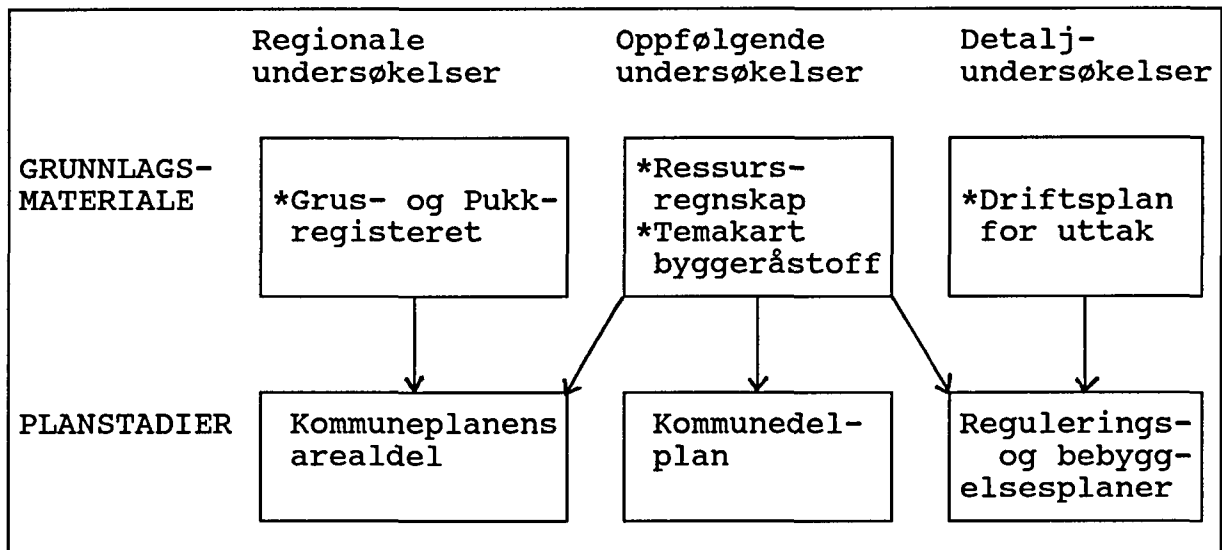 Regionale
undersøkelser
Oppfølgende
undersøkelser
Detalj-
undersøkelser
GRUNNLAGS-
MATERIALE
*Grus- og Pukk-
registeret
*Ressurs-
regnskap
*Temakart
byggeråstoff
*Driftsplan
for uttak
PLANSTADIER
Kommuneplanens
arealdel
Kommunedel-
plan
Regulerings-
og bebygg-
elsesplaner